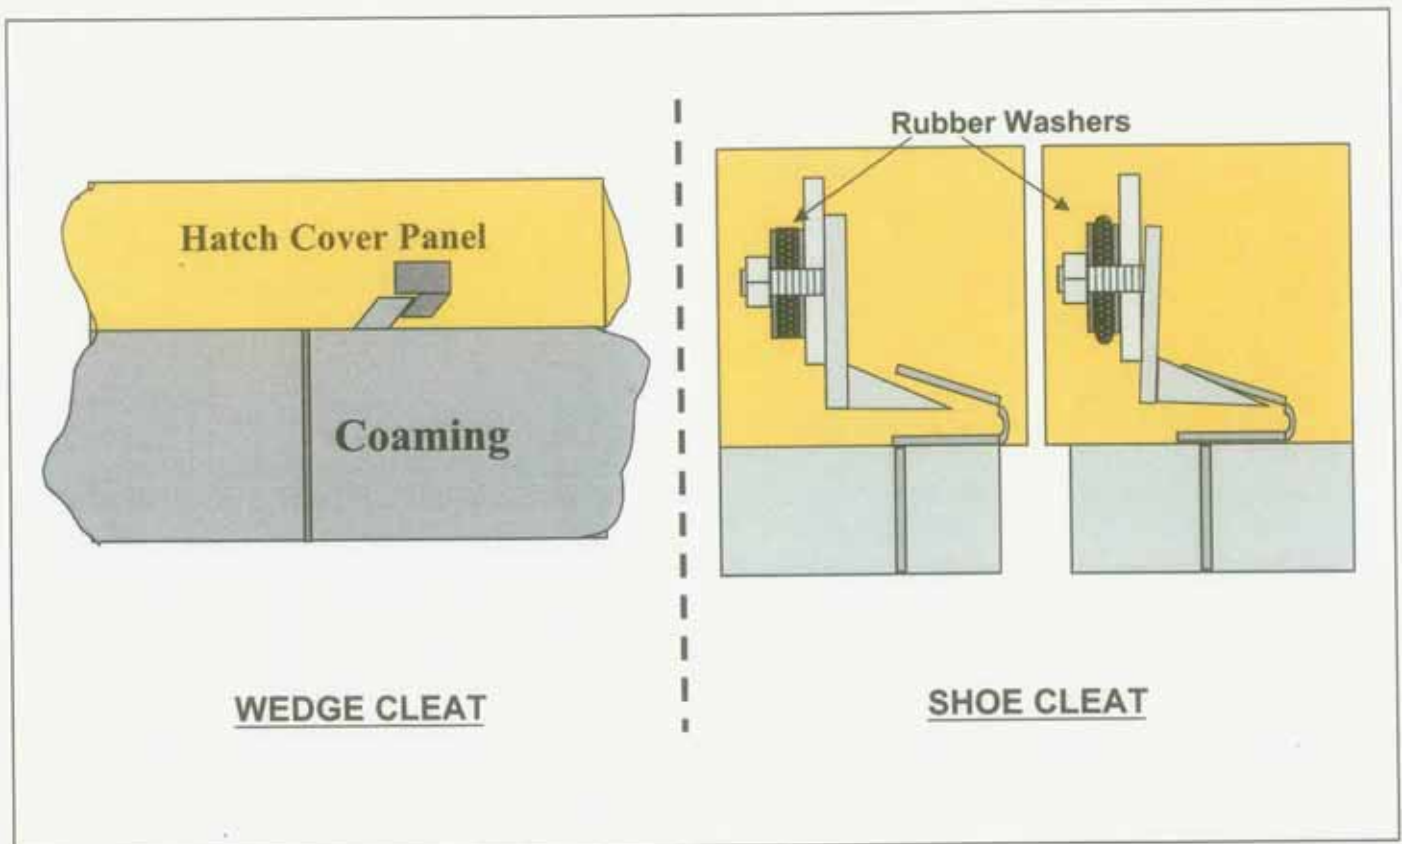 Hatch Cover Panel
Coaming
WEDGE CLEAT
Rubber Washers
SHOE CLEAT